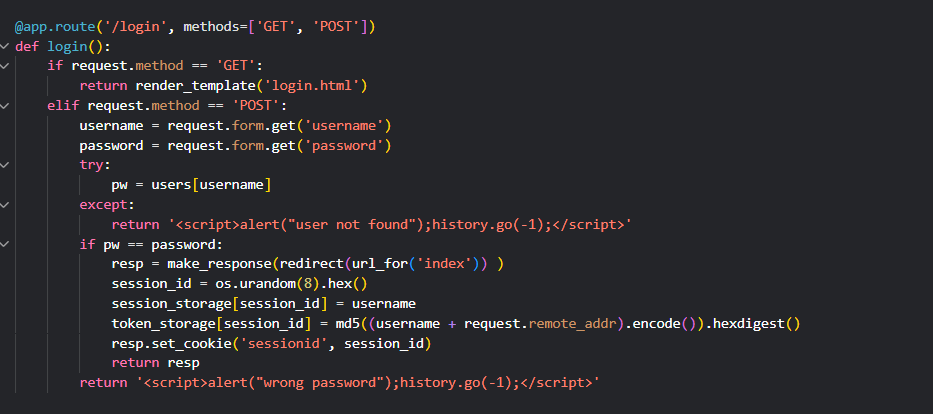 @app.route('/login', methods=['GET', 'POST'])
def login():
    if request.method == 'GET':
        return render_template('login.html')
    elif request.method == 'POST':
        username = request.form.get('username')
        password = request.form.get('password')
        try:
            pw = users[username]
        except:
            return '<script>alert("user not found");history.go(-1);</script>'
        if pw == password:
            resp = make_response(redirect(url_for('index')) )
            session_id = os.urandom(8).hex()
            session_storage[session_id] = username
            token_storage[session_id] = md5((username + request.remote_addr).encode()).hexdigest()
            resp.set_cookie('sessionid', session_id)
            return resp
        return '<script>alert("wrong password");history.go(-1);</script>'